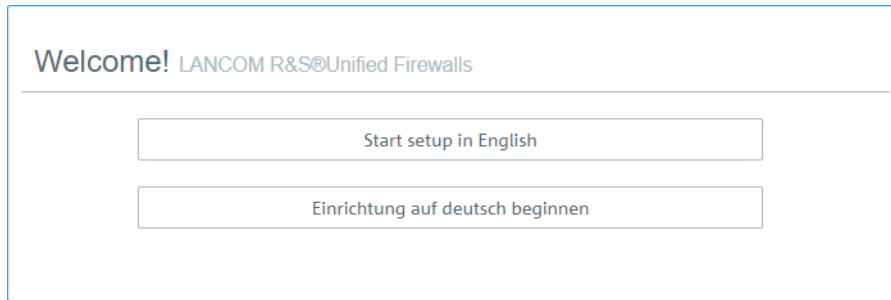 Welcome! LANCOM R&S®Unified Firewalls
Start setup in English
Einrichtung auf deutsch beginnen